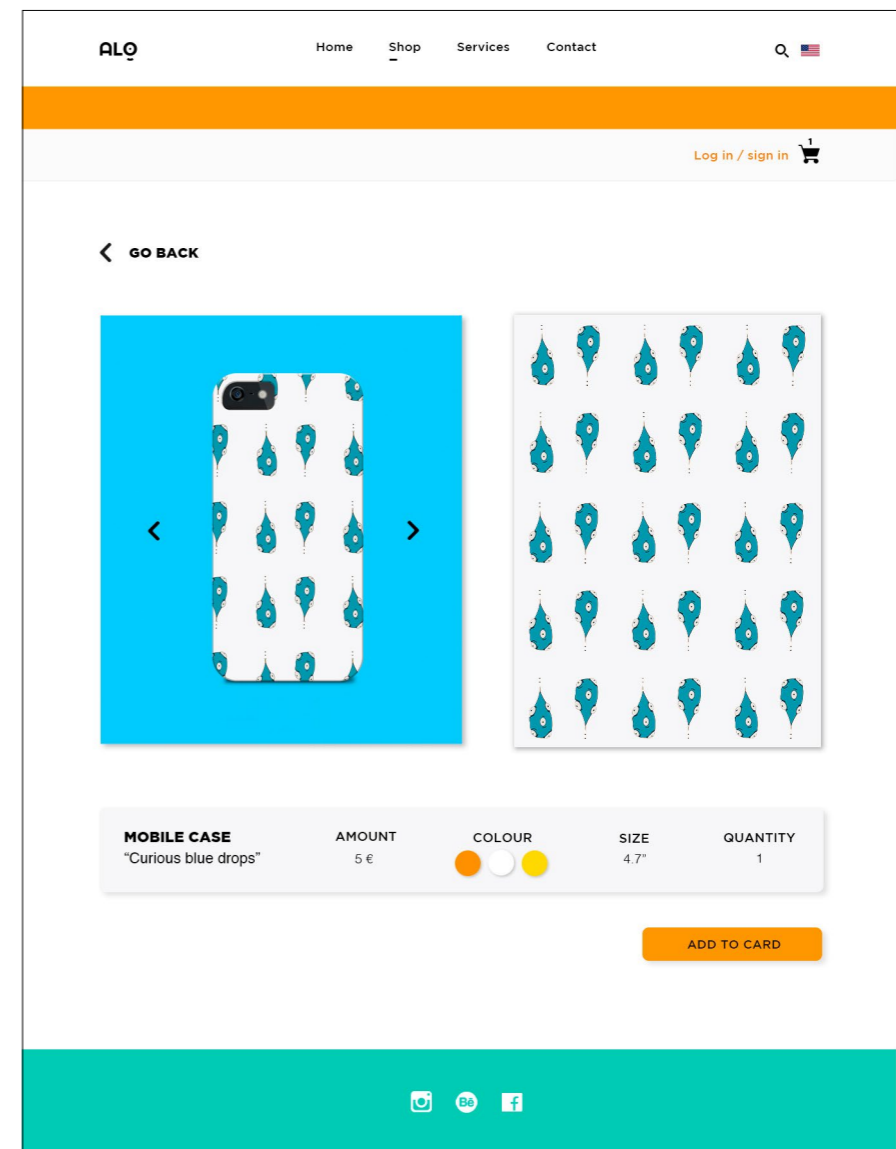 ALO
Home Shop Services Contact
1
Log in / sign in
GO BACK
MOBILE CASE AMOUNT COLOUR SIZE QUANTITY
“Curious blue drops” 5 € 4.7” 1
ADD TO CARD
Bē
f